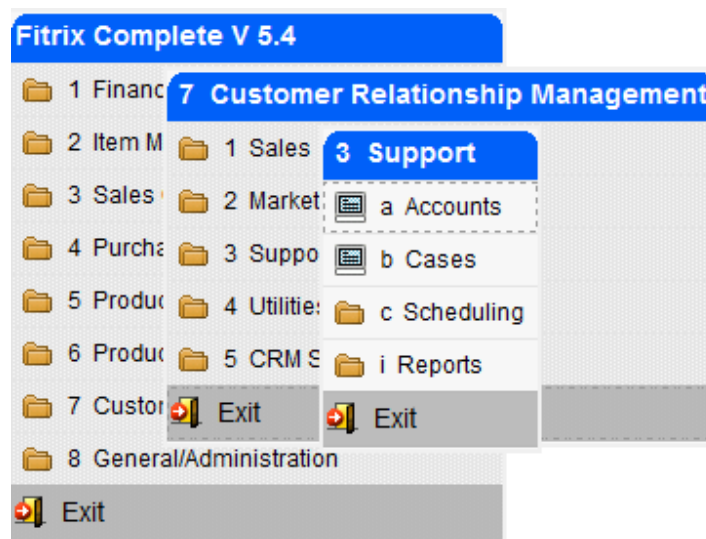 Fitrix Complete V 5.4
1 Financ
2 Item M
3 Sales
4 Purcha
5 Produc
6 Produc
7 Custor
8 General/Administration
Exit
7 Customer Relationship Management
1 Sales
2 Market
3 Suppo
4 Utilities
5 CRM S
Exit
3 Support
a Accounts
b Cases
c Scheduling
i Reports
Exit